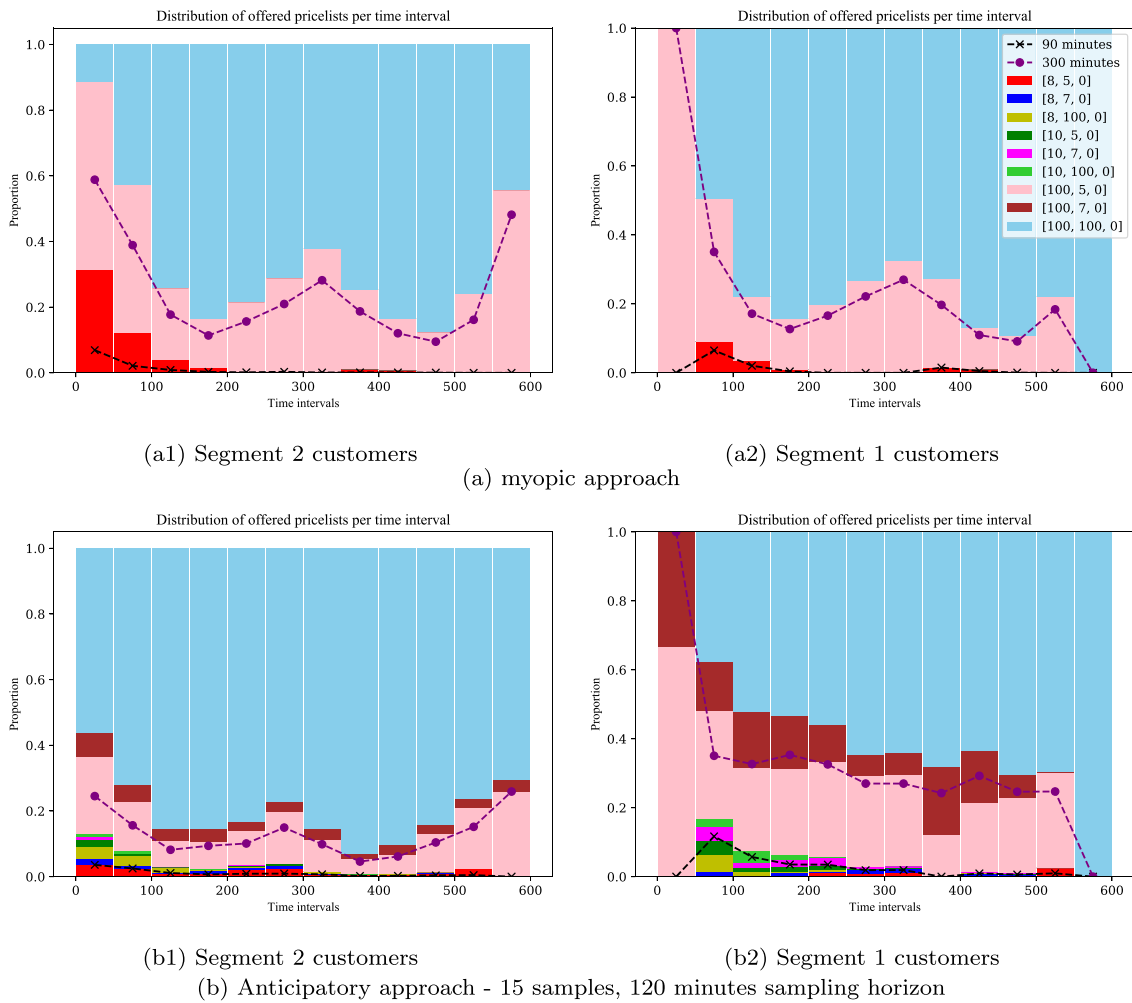 Distribution of offered pricelists per time interval
1.0
0.8
0.6
0.4
0.2
0.0
Proportion
0 100 200 300 400 500 600
Time intervals
(a1) Segment 2 customers
Distribution of offered pricelists per time interval
1.0
0.8
0.6
0.4
0.2
0.0
Proportion
90 minutes
300 minutes
[8, 5, 0]
[8, 7, 0]
[8, 100, 0]
[10, 5, 0]
[10, 7, 0]
[10, 100, 0]
[100, 5, 0]
[100, 7, 0]
[100, 100, 0]
0 100 200 300 400 500 600
Time intervals
(a2) Segment 1 customers
(a) myopic approach
Distribution of offered pricelists per time interval
1.0
0.8
0.6
0.4
0.2
0.0
Proportion
0 100 200 300 400 500 600
Time intervals
(b1) Segment 2 customers
Distribution of offered pricelists per time interval
1.0
0.8
0.6
0.4
0.2
0.0
Proportion
0 100 200 300 400 500 600
Time intervals
(b2) Segment 1 customers
(b) Anticipatory approach - 15 samples, 120 minutes sampling horizon